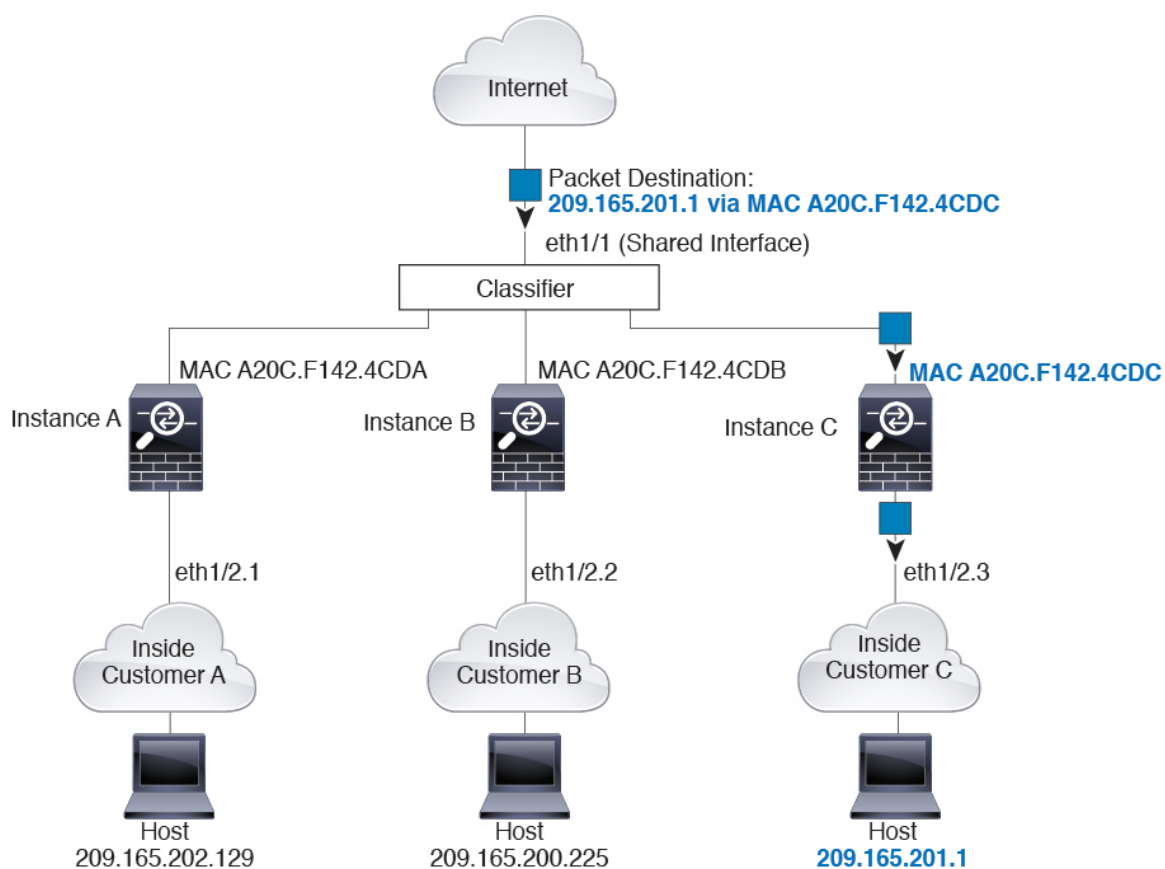 Internet
Packet Destination:
209.165.201.1 via MAC A20C.F142.4CDC
eth1/1 (Shared Interface)
Classifier
MAC A20C.F142.4CDA
MAC A20C.F142.4CDB
MAC A20C.F142.4CDC
Instance A
Instance B
Instance C
eth1/2.1
eth1/2.2
eth1/2.3
Inside
Customer A
Inside
Customer B
Inside
Customer C
Host
209.165.202.129
Host
209.165.200.225
Host
209.165.201.1